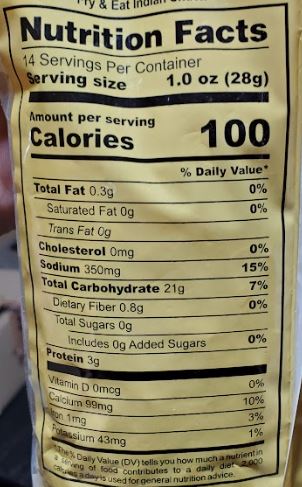 Fry & Eat Indian
Nutrition Facts
14 Servings Per Container
Serving size 1.0 oz (28g)
Amount per serving
Calories 100
% Daily Value*
Total Fat 0.3g 0%
Saturated Fat 0g 0%
Trans Fat 0g
Cholesterol 0mg 0%
Sodium 350mg 15%
Total Carbohydrate 21g 7%
Dietary Fiber 0.8g 0%
Total Sugars 0g
Includes 0g Added Sugars 0%
Protein 3g
Vitamin D 0mcg 0%
Calcium 99mg 10%
Iron 1mg 3%
Potassium 43mg 1%
*The % Daily Value (DV) tells you how much a nutrient in
a serving of food contributes to a daily diet. 2,000
calories a day is used for general nutrition advice.